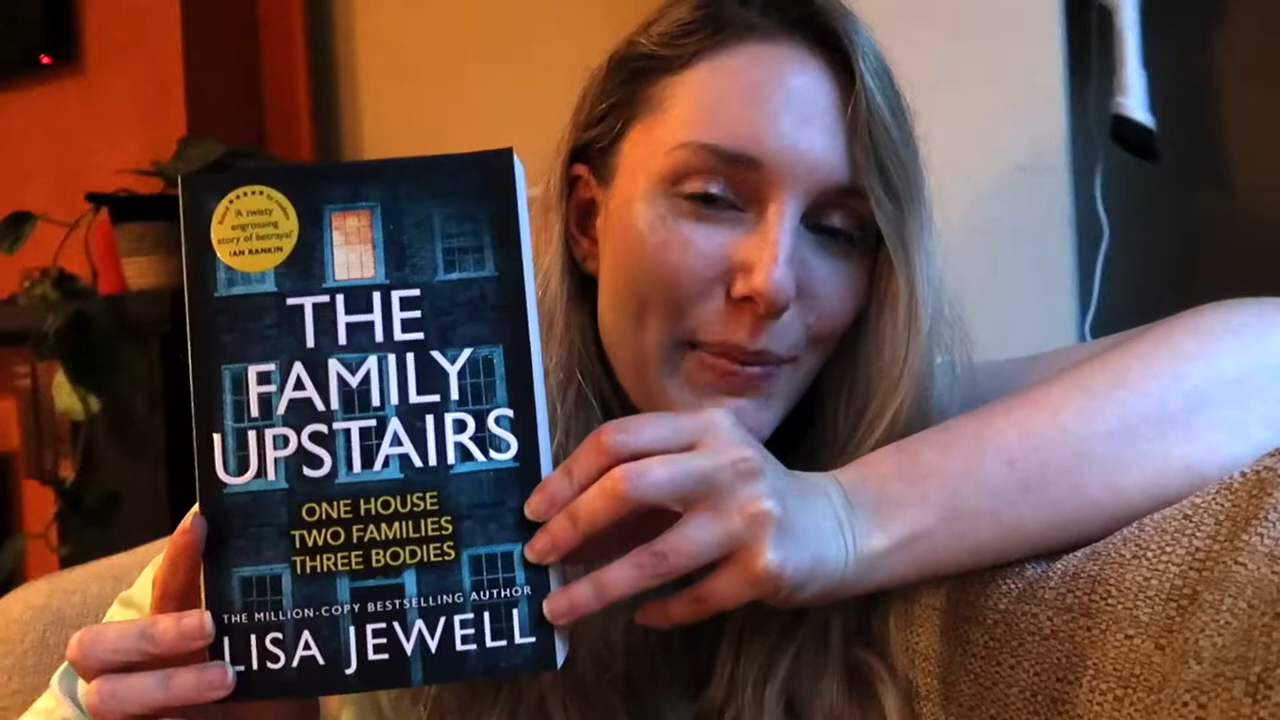 'A twisty
engrossing
story of betrayal'
IAN RANKIN
THE
FAMILY
UPSTAIRS
ONE HOUSE
TWO FAMILIES
THREE BODIES
THE MILLION-COPY BESTSELLING AUTHOR
LISA JEWELL